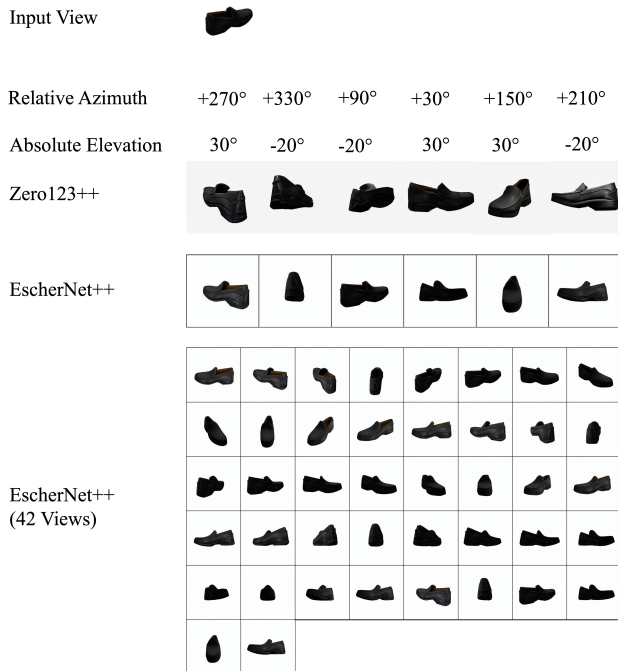 Input View
Relative Azimuth +270° +330° +90° +30° +150° +210°
Absolute Elevation 30° -20° -20° 30° 30° -20°
Zero123++
EscherNet++
EscherNet++
(42 Views)